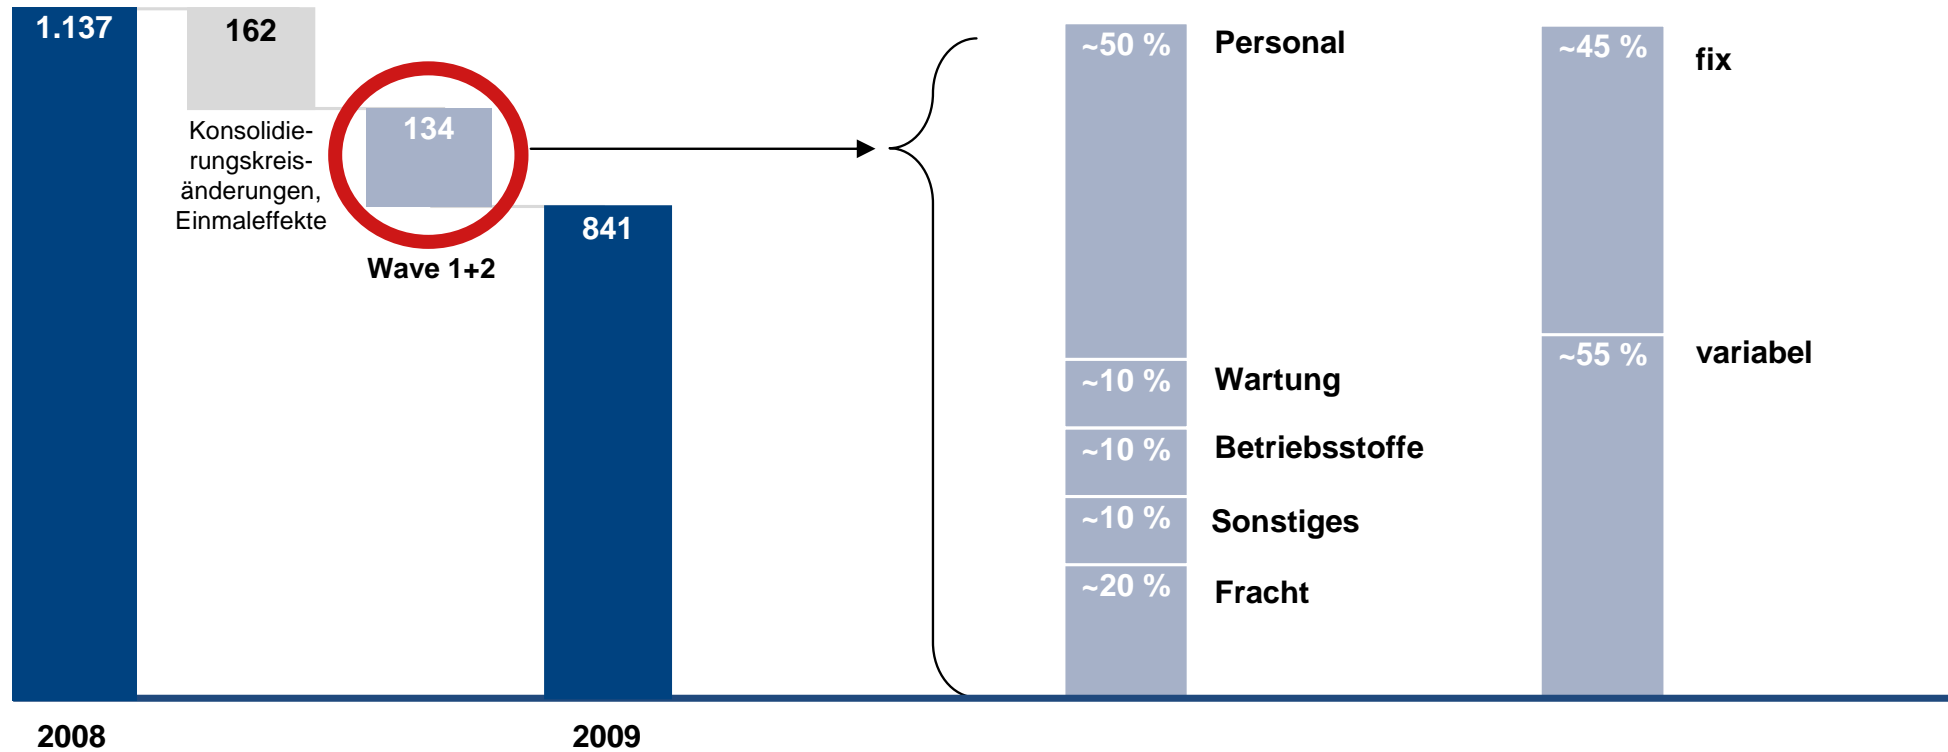 1.137
162
Konsolidie-
rungskreis-
änderungen,
Einmaleffekte
134
Wave 1+2
841
2008
2009
~50 % Personal
~10 % Wartung
~10 % Betriebsstoffe
~10 % Sonstiges
~20 % Fracht
~45 % fix
~55 % variabel